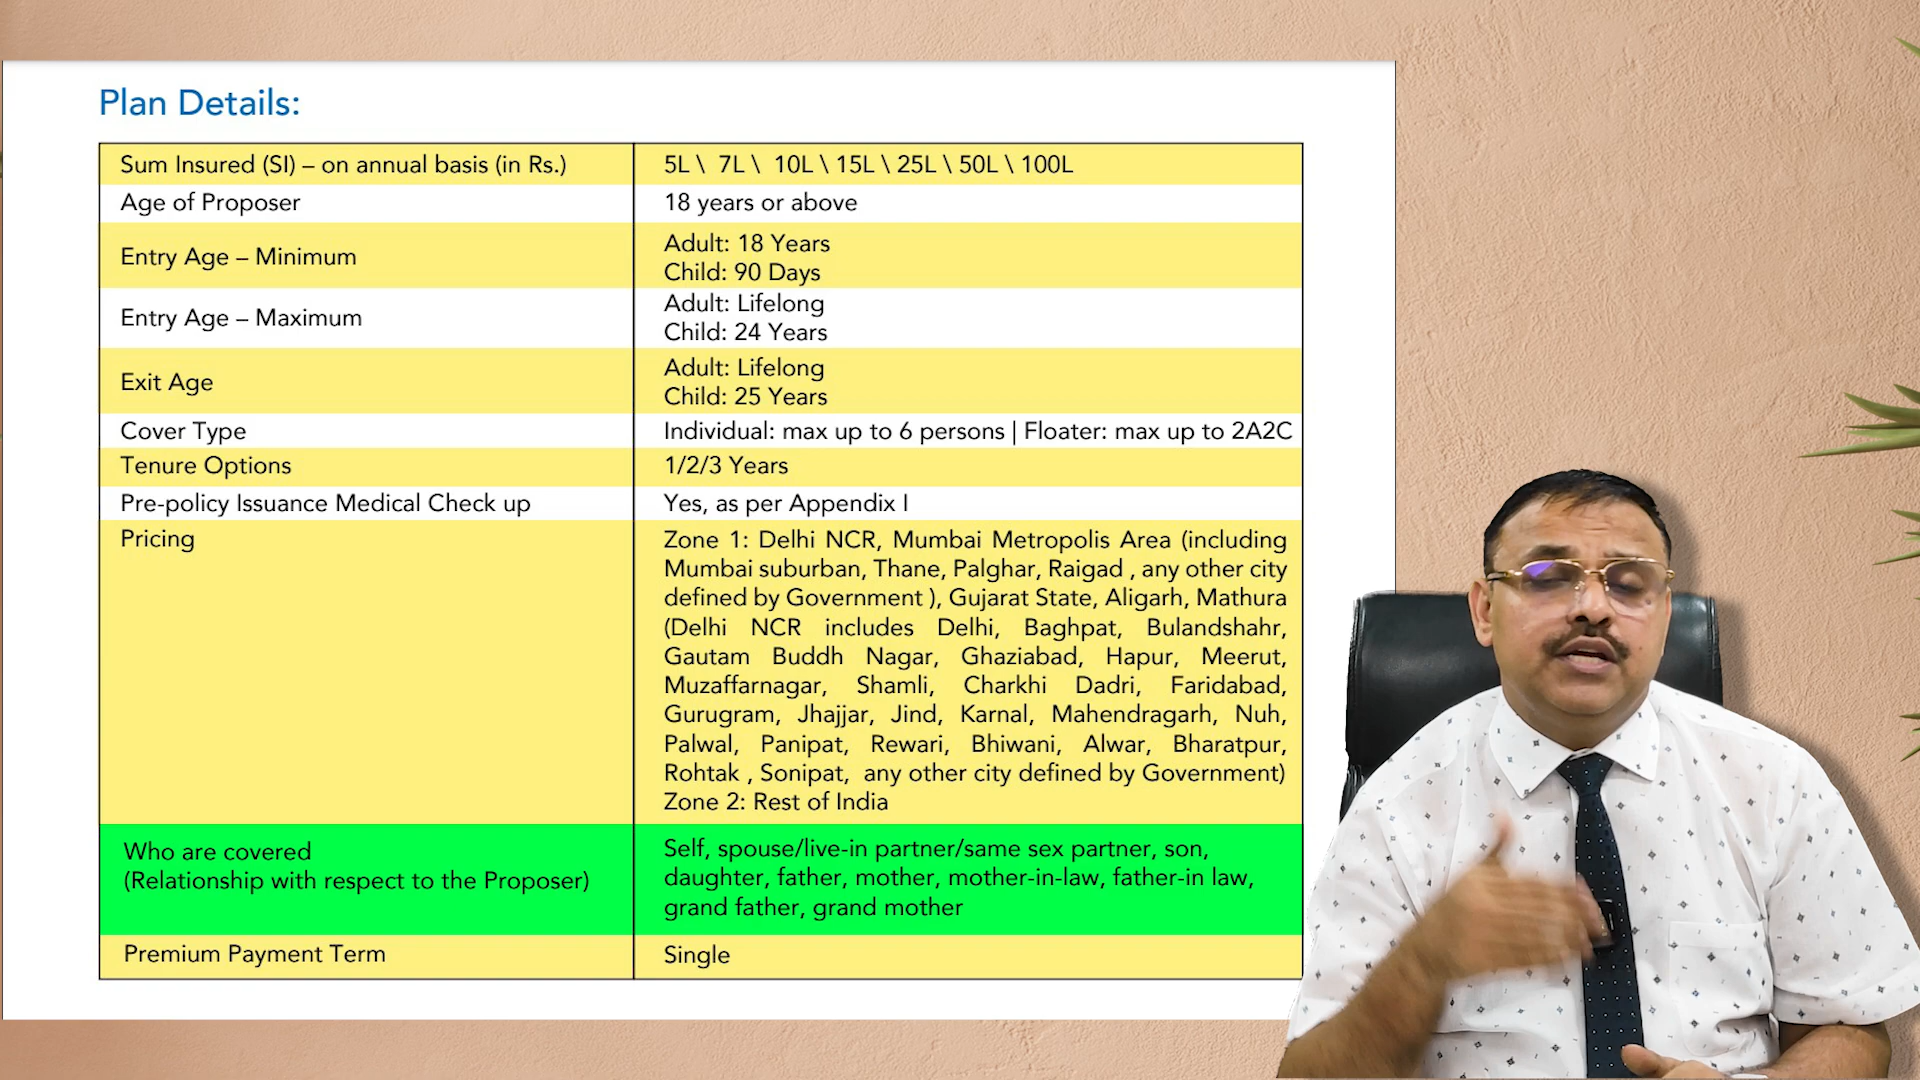 Plan Details:
Sum Insured (SI) – on annual basis (in Rs.)
5L \ 7L \ 10L \ 15L \ 25L \ 50L \ 100L
Age of Proposer
18 years or above
Entry Age – Minimum
Adult: 18 Years
Child: 90 Days
Entry Age – Maximum
Adult: Lifelong
Child: 24 Years
Exit Age
Adult: Lifelong
Child: 25 Years
Cover Type
Individual: max up to 6 persons | Floater: max up to 2A2C
Tenure Options
1/2/3 Years
Pre-policy Issuance Medical Check up
Yes, as per Appendix I
Pricing
Zone 1: Delhi NCR, Mumbai Metropolis Area (including
Mumbai suburban, Thane, Palghar, Raigad , any other city
defined by Government ), Gujarat State, Aligarh, Mathura
(Delhi NCR includes Delhi, Baghpat, Bulandshahr,
Gautam Buddh Nagar, Ghaziabad, Hapur, Meerut,
Muzaffarnagar, Shamli, Charkhi Dadri, Faridabad,
Gurugram, Jhajjar, Jind, Karnal, Mahendragarh, Nuh,
Palwal, Panipat, Rewari, Bhiwani, Alwar, Bharatpur,
Rohtak , Sonipat, any other city defined by Government)
Zone 2: Rest of India
Who are covered
(Relationship with respect to the Proposer)
Self, spouse/live-in partner/same sex partner, son,
daughter, father, mother, mother-in-law, father-in law,
grand father, grand mother
Premium Payment Term
Single